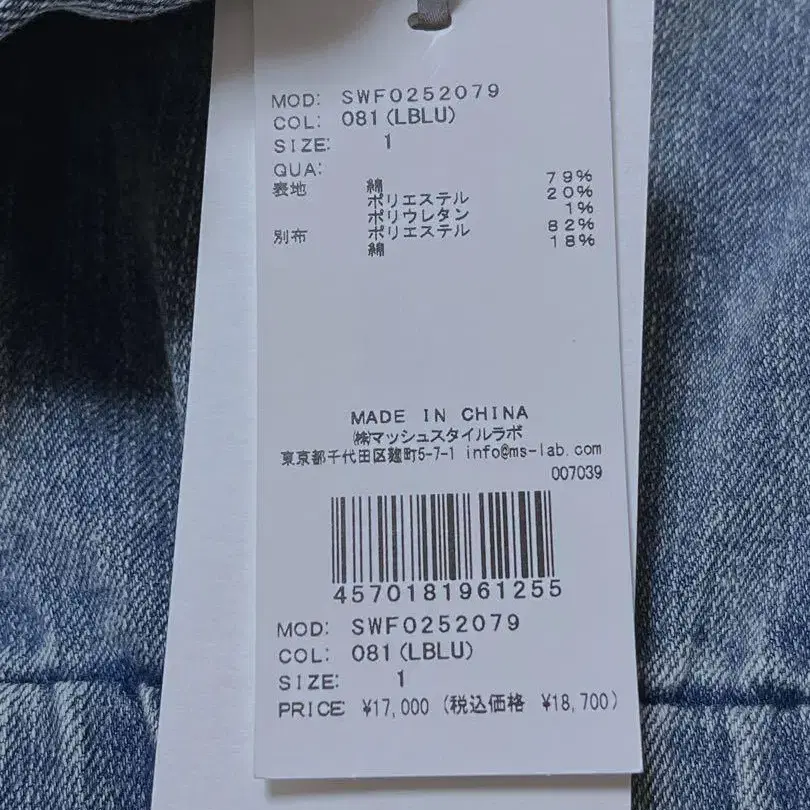 MOD: SWF0252079
COL: 081(LBLU)
SIZE: 1
QUA:
表地 綿 79%
ポリエステル 20%
ポリウレタン 1%
別布 ポリエステル 82%
綿 18%
MADE IN CHINA
㈱マッシュスタイルラボ
東京都千代田区麹町5-7-1 info@ms-lab.com
007039
4570181961255
MOD: SWF0252079
COL: 081(LBLU)
SIZE: 1
PRICE: ¥17,000 (税込価格 ¥18,700)